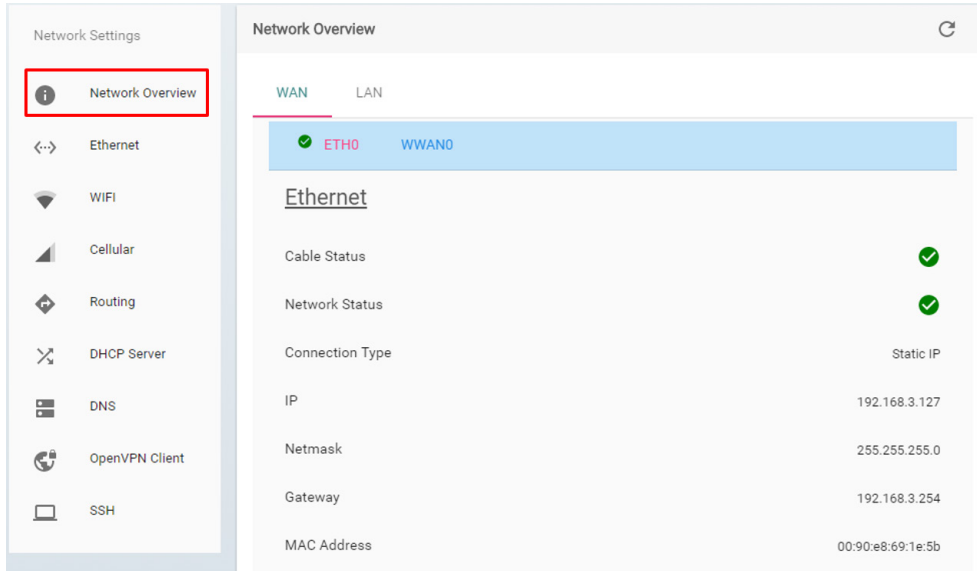 Network Settings
Network Overview
Ethernet
WIFI
Cellular
Routing
DHCP Server
DNS
OpenVPN Client
SSH
Network Overview
WAN LAN
ETH0 WWAN0
Ethernet
Cable Status
Network Status
Connection Type Static IP
IP 192.168.3.127
Netmask 255.255.255.0
Gateway 192.168.3.254
MAC Address 00:90:e8:69:1e:5b